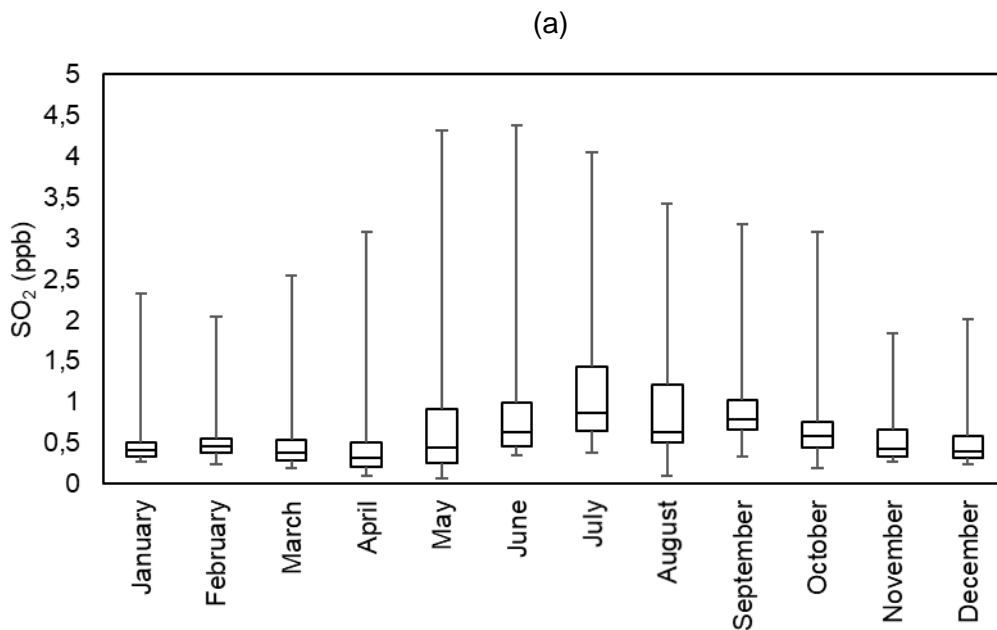 (a)
SO₂ (ppb)
5
4,5
4
3,5
3
2,5
2
1,5
1
0,5
0
January
February
March
April
May
June
July
August
September
October
November
December